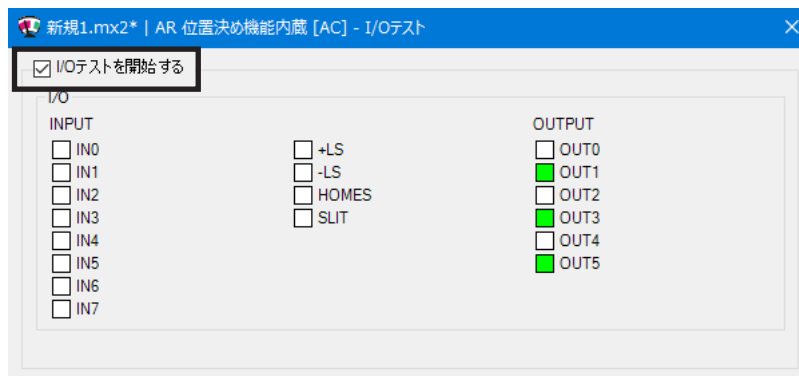 新規1.mx2* | AR 位置決め機能内蔵 [AC] - I/Oテスト
I/Oテストを開始する
I/O
INPUT
IN0
IN1
IN2
IN3
IN4
IN5
IN6
IN7
+LS
-LS
HOMES
SLIT
OUTPUT
OUT0
OUT1
OUT2
OUT3
OUT4
OUT5